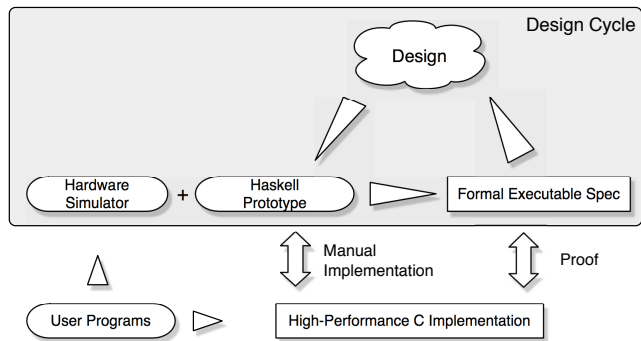 Design Cycle
Design
Hardware
Simulator
+
Haskell
Prototype
Formal Executable Spec
Manual
Implementation
Proof
User Programs
High-Performance C Implementation